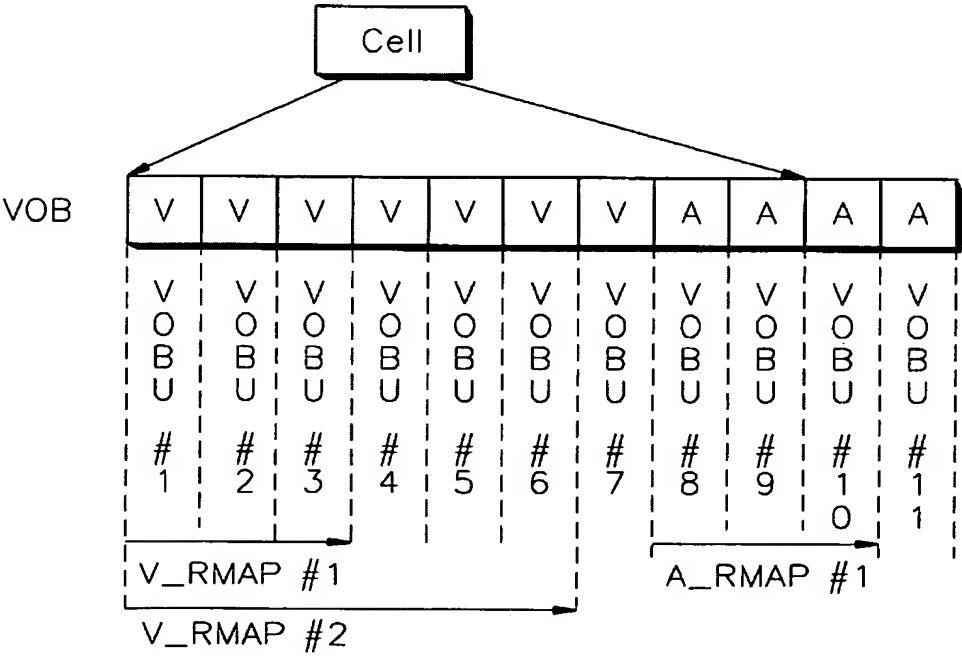 Cell
VOB V V V V V V V A A A A
VOBU #1 VOBU #2 VOBU #3 VOBU #4 VOBU #5 VOBU #6 VOBU #7 VOBU #8 VOBU #9 VOBU #10 VOBU #11
V_RMAP #1 A_RMAP #1
V_RMAP #2